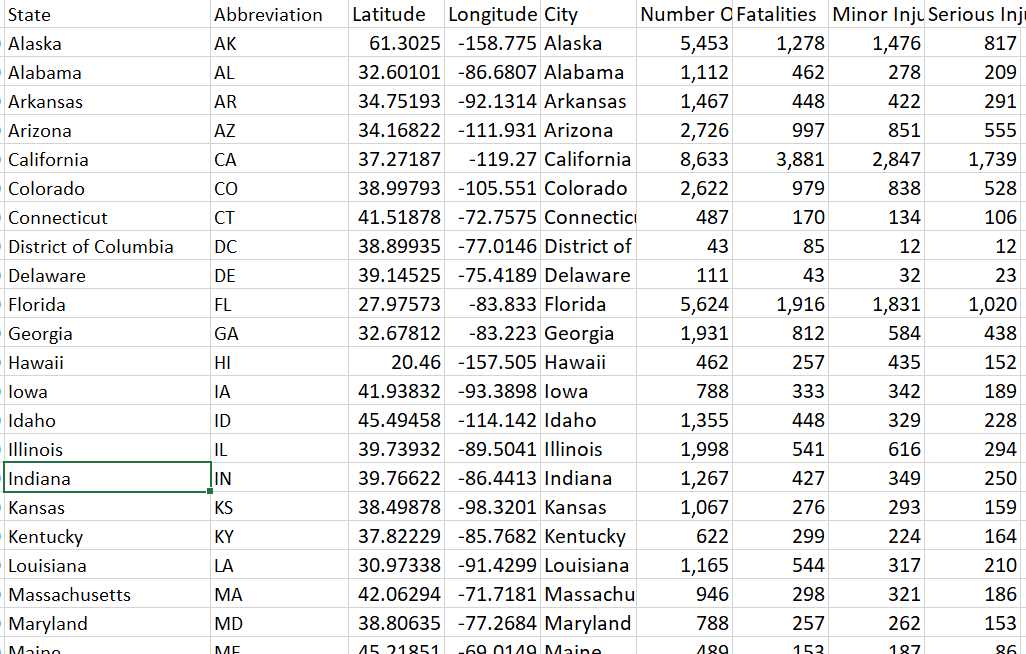 State Abbreviation Latitude Longitude City Number O Fatalities Minor Inju Serious Inju
Alaska AK 61.3025 -158.775 Alaska 5,453 1,278 1,476 817
Alabama AL 32.60101 -86.6807 Alabama 1,112 462 278 209
Arkansas AR 34.75193 -92.1314 Arkansas 1,467 448 422 291
Arizona AZ 34.16822 -111.931 Arizona 2,726 997 851 555
California CA 37.27187 -119.27 California 8,633 3,881 2,847 1,739
Colorado CO 38.99793 -105.551 Colorado 2,622 979 838 528
Connecticut CT 41.51878 -72.7575 Connecticu 487 170 134 106
District of Columbia DC 38.89935 -77.0146 District of 43 85 12 12
Delaware DE 39.14525 -75.4189 Delaware 111 43 32 23
Florida FL 27.97573 -83.833 Florida 5,624 1,916 1,831 1,020
Georgia GA 32.67812 -83.223 Georgia 1,931 812 584 438
Hawaii HI 20.46 -157.505 Hawaii 462 257 435 152
Iowa IA 41.93832 -93.3898 Iowa 788 333 342 189
Idaho ID 45.49458 -114.142 Idaho 1,355 448 329 228
Illinois IL 39.73932 -89.5041 Illinois 1,998 541 616 294
Indiana IN 39.76622 -86.4413 Indiana 1,267 427 349 250
Kansas KS 38.49878 -98.3201 Kansas 1,067 276 293 159
Kentucky KY 37.82229 -85.7682 Kentucky 622 299 224 164
Louisiana LA 30.97338 -91.4299 Louisiana 1,165 544 317 210
Massachusetts MA 42.06294 -71.7181 Massachu 946 298 321 186
Maryland MD 38.80635 -77.2684 Maryland 788 257 262 153
Maine ME 45.21851 -69.0149 Maine 489 153 187 86